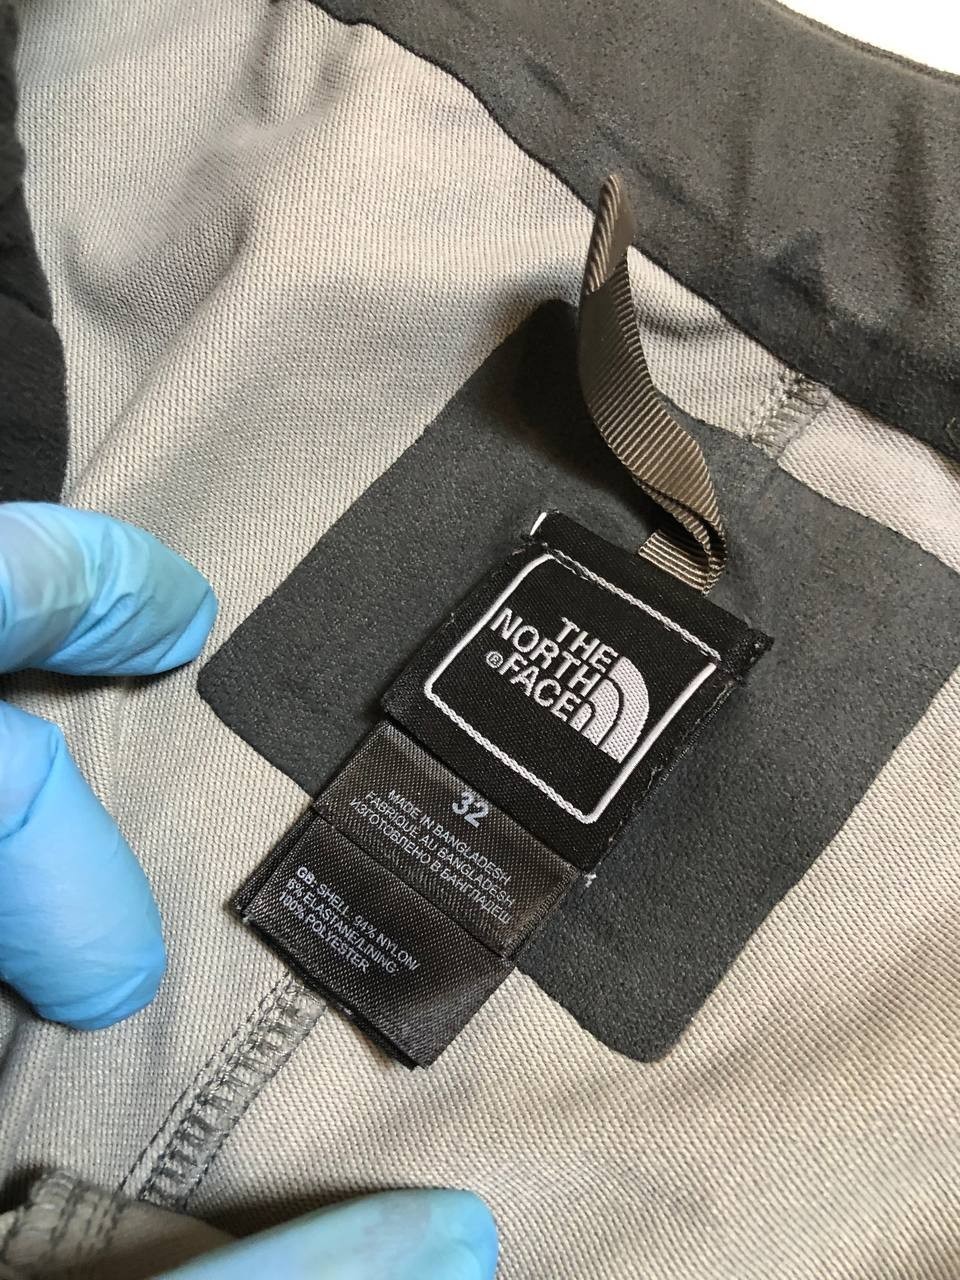 THE
NORTH
®FACE
32
MADE IN BANGLADESH,
FABRIQUE AU BANGLADESH,
ИЗГОТОВЛЕНО В БАНГЛАДЕШ
GB: SHELL 94% NYLON/
6% ELASTANE/LINING
100% POLYESTER